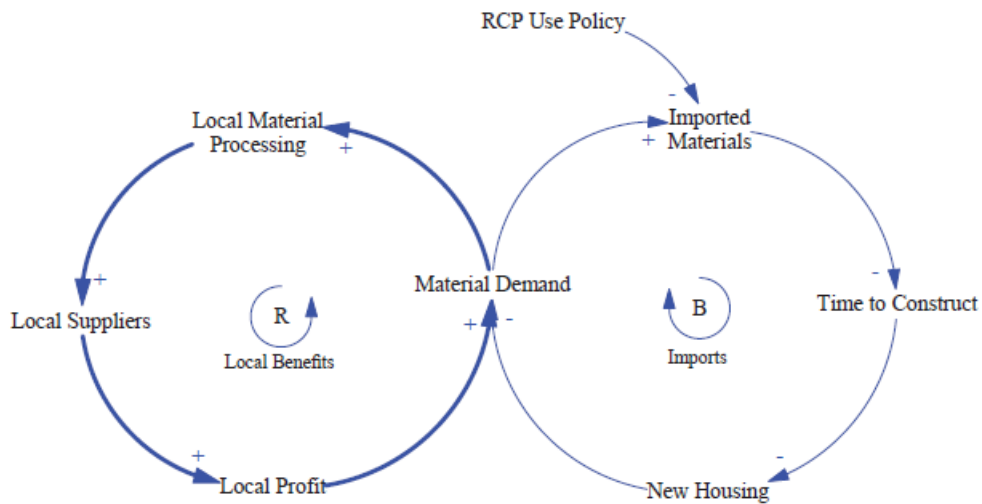 RCP Use Policy
-
Local Material
Processing
+
Imported
Materials
+
+
Material Demand
-
Local Suppliers
R
B
Time to Construct
+
-
Local Benefits
Imports
+
-
Local Profit
New Housing